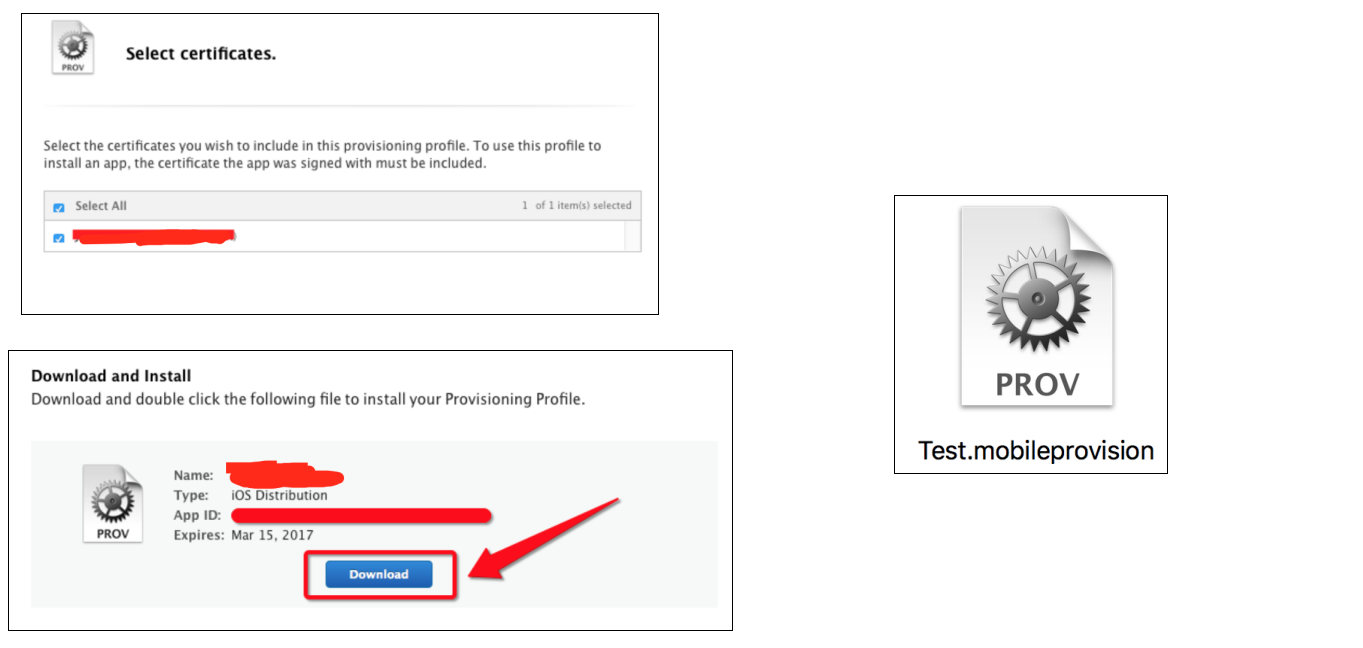 PROV
Select certificates.
Select the certificates you wish to include in this provisioning profile. To use this profile to
install an app, the certificate the app was signed with must be included.
Select All
1 of 1 item(s) selected
Download and Install
Download and double click the following file to install your Provisioning Profile.
PROV
Name:
Type: iOS Distribution
App ID:
Expires: Mar 15, 2017
Download
PROV
Test.mobileprovision